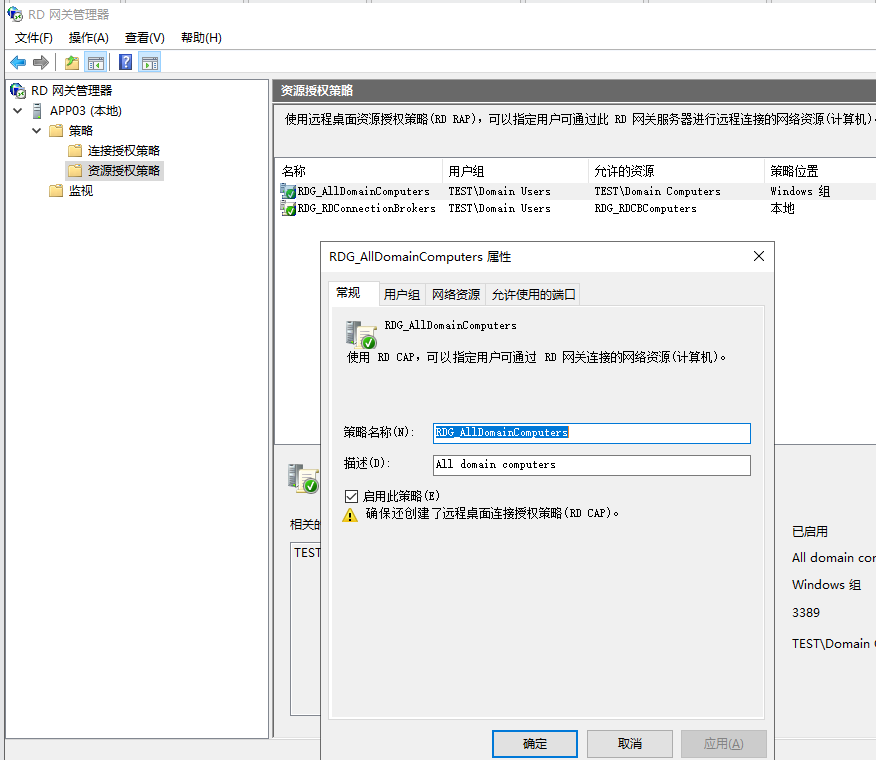 RD 网关管理器
文件(F) 操作(A) 查看(V) 帮助(H)
RD 网关管理器
APP03 (本地)
策略
连接授权策略
资源授权策略
监视
资源授权策略
使用远程桌面资源授权策略(RD RAP)，可以指定用户可通过此 RD 网关服务器进行远程连接的网络资源(计算机)。
名称 用户组 允许的资源 策略位置
RDG_AllDomainComputers TEST\Domain Users TEST\Domain Computers Windows 组
RDG_RDConnectionBrokers TEST\Domain Users RDG_RDCBComputers 本地
RDG_AllDomainComputers 属性
常规 用户组 网络资源 允许使用的端口
RDG_AllDomainComputers
使用 RD CAP，可以指定用户可通过 RD 网关连接的网络资源(计算机)。
策略名称(N): RDG_AllDomainComputers
描述(D): All domain computers
启用此策略(E)
确保还创建了远程桌面连接授权策略(RD CAP)。
确定 取消 应用(A)
相关的
TEST
已启用
All domain cor
Windows 组
3389
TEST\Domain